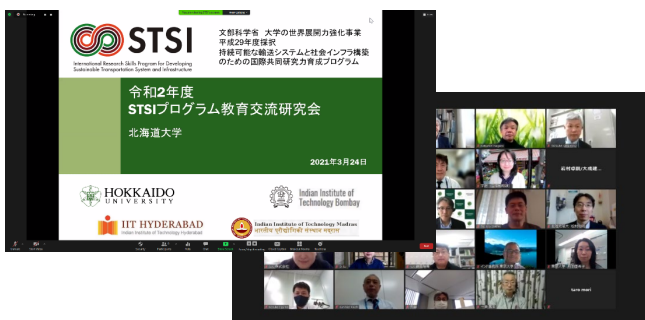 STSI
International Research Skills Program for Developing
Sustainable Transportation System and Infrastructure
文部科学省 大学の世界展開力強化事業
平成29年度採択
持続可能な輸送システムと社会インフラ構築
のための国際共同研究力育成プログラム
令和2年度
STSIプログラム教育交流研究会
北海道大学
2021年3月24日
HOKKAIDO
UNIVERSITY
Indian Institute of
Technology Bombay
IIT HYDERABAD
Indian Institute of Technology Hyderabad
Indian Institute of Technology Madras
भारतीय प्रौद्योगिकी संस्थान मद्रास
taro mori